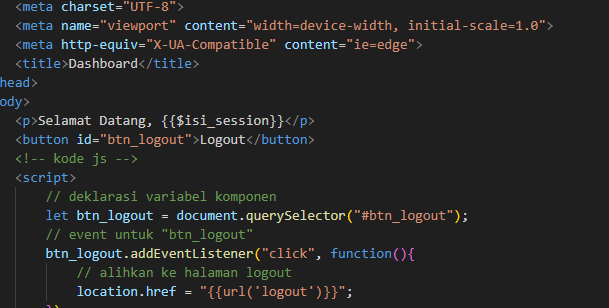 <meta charset="UTF-8">
<meta name="viewport" content="width=device-width, initial-scale=1.0">
<meta http-equiv="X-UA-Compatible" content="ie=edge">
<title>Dashboard</title>
head>
ody>
<p>Selamat Datang, {{$isi_session}}</p>
<button id="btn_logout">Logout</button>
<!-- kode js -->
<script>
// deklarasi variabel komponen
let btn_logout = document.querySelector("#btn_logout");
// event untuk "btn_logout"
btn_logout.addEventListener("click", function(){
// alihkan ke halaman logout
location.href = "{{url('logout')}}";